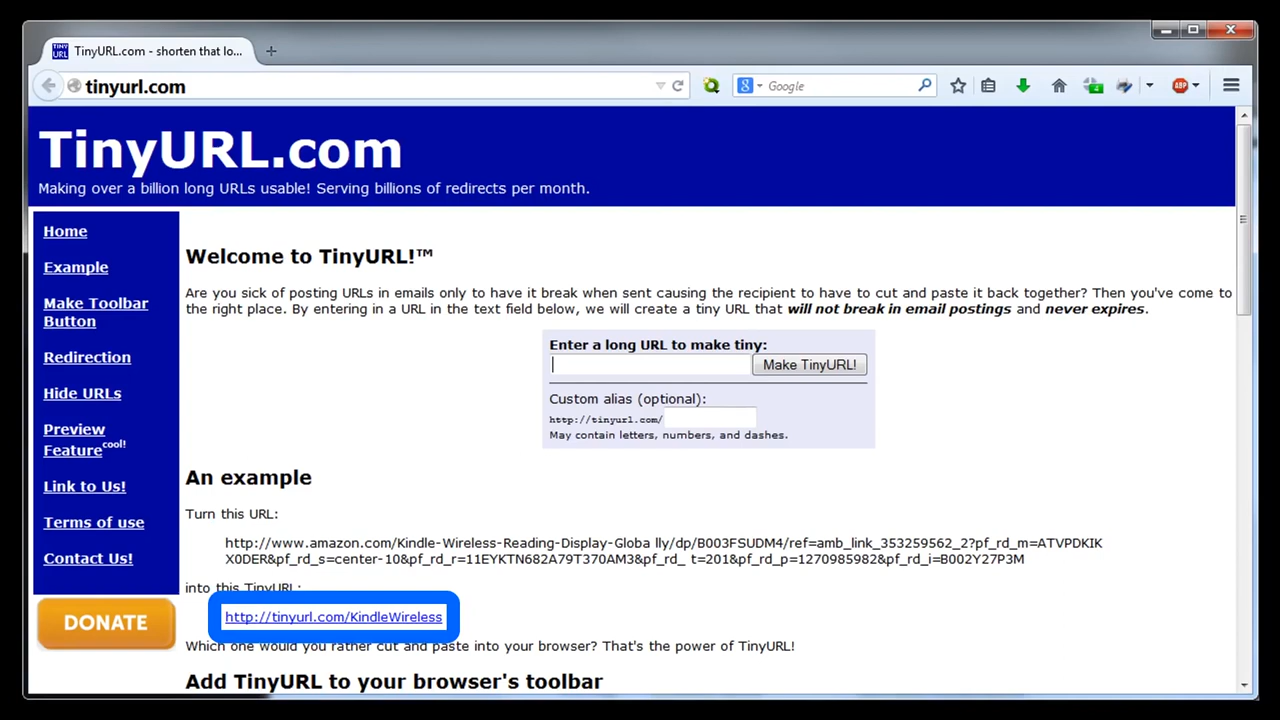 TinyURL.com - shorten that lo...
tinyurl.com
Google
TinyURL.com
Making over a billion long URLs usable! Serving billions of redirects per month.
Home
Example
Make Toolbar
Button
Redirection
Hide URLs
Preview
Feature cool!
Link to Us!
Terms of use
Contact Us!
DONATE
Welcome to TinyURL!™
Are you sick of posting URLs in emails only to have it break when sent causing the recipient to have to cut and paste it back together? Then you've come to
the right place. By entering in a URL in the text field below, we will create a tiny URL that will not break in email postings and never expires.
Enter a long URL to make tiny:
Make TinyURL!
Custom alias (optional):
http://tinyurl.com/
May contain letters, numbers, and dashes.
An example
Turn this URL:
http://www.amazon.com/Kindle-Wireless-Reading-Display-Globa lly/dp/B003FSUDM4/ref=amb_link_353259562_2?pf_rd_m=ATVPDKIK
X0DER&pf_rd_s=center-10&pf_rd_r=11EYKTN682A79T370AM3&pf_rd_ t=201&pf_rd_p=1270985982&pf_rd_i=B002Y27P3M
into this TinyURL:
http://tinyurl.com/KindleWireless
Which one would you rather cut and paste into your browser? That's the power of TinyURL!
Add TinyURL to your browser's toolbar